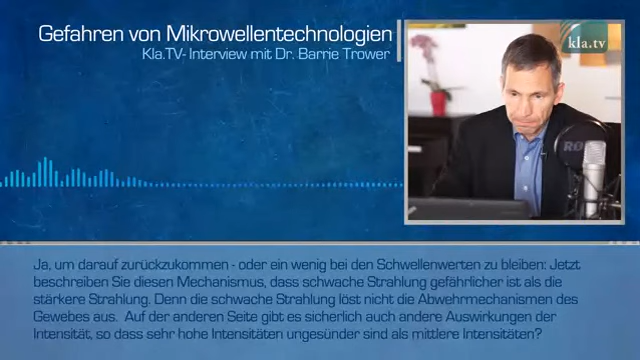 Gefahren von Mikrowellentechnologien
Kla.TV- Interview mit Dr. Barrie Trower
kla.tv
RØ
Ja, um darauf zurückzukommen - oder ein wenig bei den Schwellenwerten zu bleiben: Jetzt
beschreiben Sie diesen Mechanismus, dass schwache Strahlung gefährlicher ist als die
stärkere Strahlung. Denn die schwache Strahlung löst nicht die Abwehrmechanismen des
Gewebes aus.  Auf der anderen Seite gibt es sicherlich auch andere Auswirkungen der
Intensität, so dass sehr hohe Intensitäten ungesünder sind als mittlere Intensitäten?